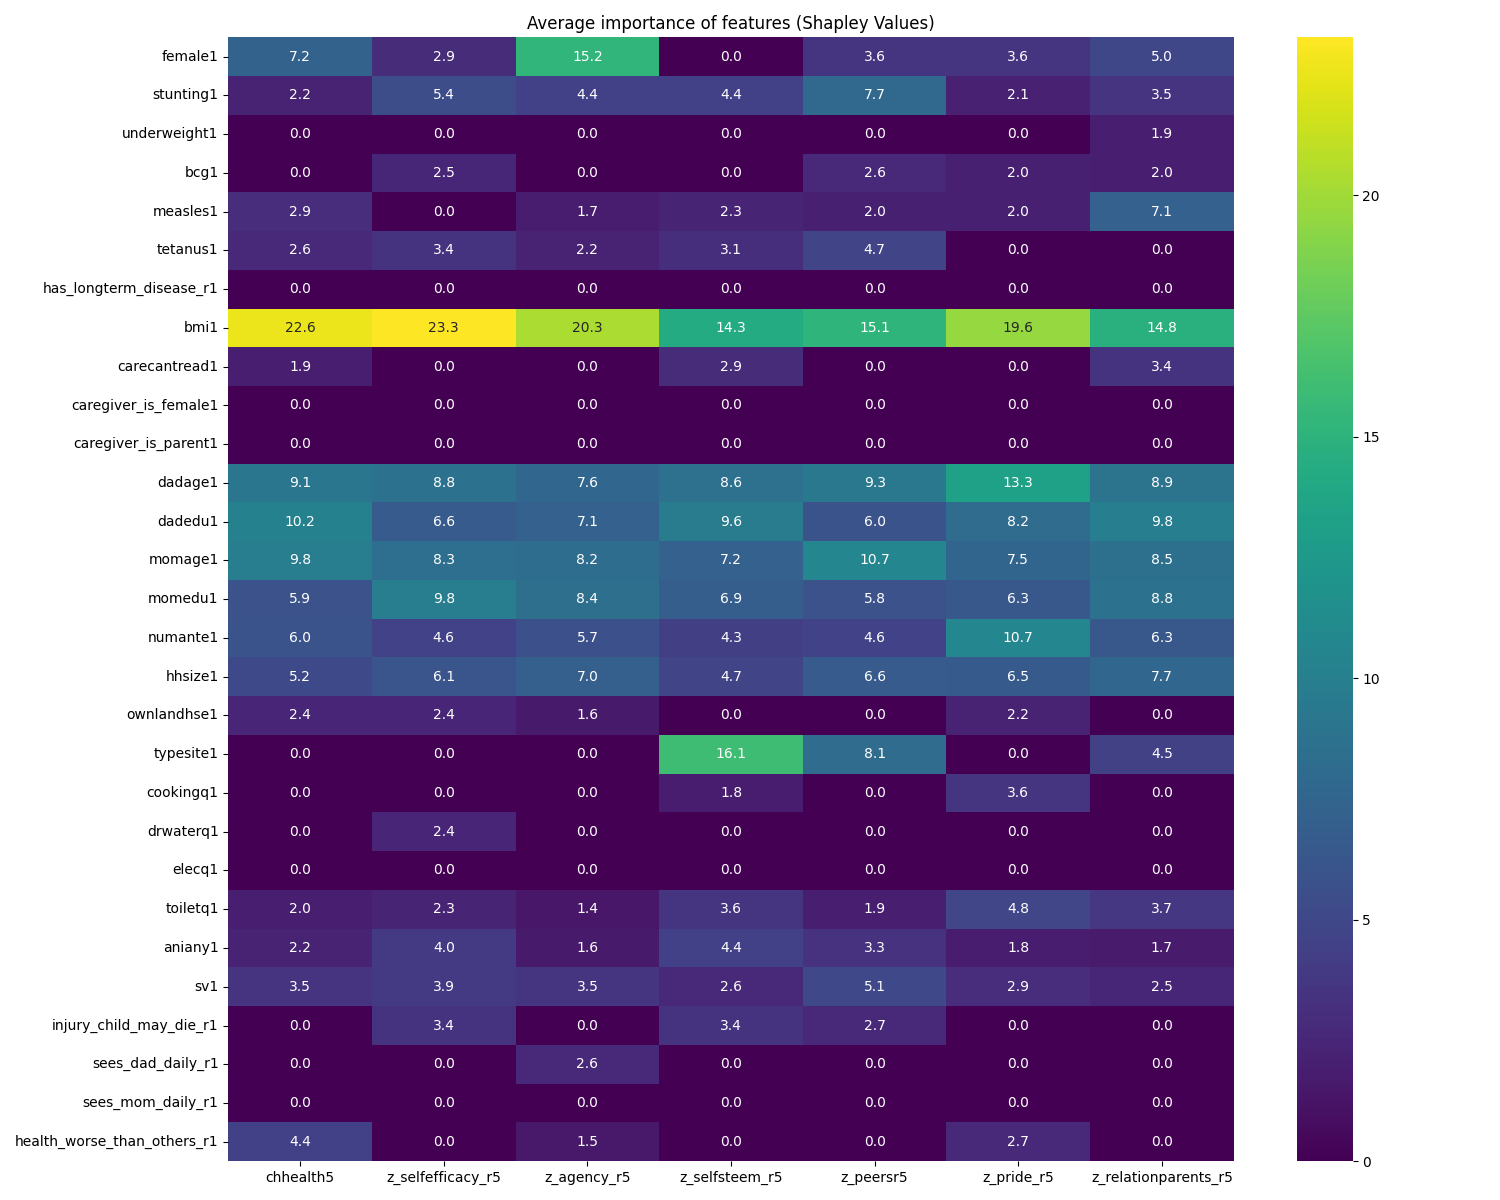 Average importance of features (Shapley Values)
female1 7.2 2.9 15.2 0.0 3.6 3.6 5.0
stunting1 2.2 5.4 4.4 4.4 7.7 2.1 3.5
underweight1 0.0 0.0 0.0 0.0 0.0 0.0 1.9
bcg1 0.0 2.5 0.0 0.0 2.6 2.0 2.0
measles1 2.9 0.0 1.7 2.3 2.0 2.0 7.1
tetanus1 2.6 3.4 2.2 3.1 4.7 0.0 0.0
has_longterm_disease_r1 0.0 0.0 0.0 0.0 0.0 0.0 0.0
bmi1 22.6 23.3 20.3 14.3 15.1 19.6 14.8
carecantread1 1.9 0.0 0.0 2.9 0.0 0.0 3.4
caregiver_is_female1 0.0 0.0 0.0 0.0 0.0 0.0 0.0
caregiver_is_parent1 0.0 0.0 0.0 0.0 0.0 0.0 0.0
dadage1 9.1 8.8 7.6 8.6 9.3 13.3 8.9
dadedu1 10.2 6.6 7.1 9.6 6.0 8.2 9.8
momage1 9.8 8.3 8.2 7.2 10.7 7.5 8.5
momedu1 5.9 9.8 8.4 6.9 5.8 6.3 8.8
numante1 6.0 4.6 5.7 4.3 4.6 10.7 6.3
hhsize1 5.2 6.1 7.0 4.7 6.6 6.5 7.7
ownlandhse1 2.4 2.4 1.6 0.0 0.0 2.2 0.0
typesite1 0.0 0.0 0.0 16.1 8.1 0.0 4.5
cookingq1 0.0 0.0 0.0 1.8 0.0 3.6 0.0
drwaterq1 0.0 2.4 0.0 0.0 0.0 0.0 0.0
elecq1 0.0 0.0 0.0 0.0 0.0 0.0 0.0
toiletq1 2.0 2.3 1.4 3.6 1.9 4.8 3.7
aniany1 2.2 4.0 1.6 4.4 3.3 1.8 1.7
sv1 3.5 3.9 3.5 2.6 5.1 2.9 2.5
injury_child_may_die_r1 0.0 3.4 0.0 3.4 2.7 0.0 0.0
sees_dad_daily_r1 0.0 0.0 2.6 0.0 0.0 0.0 0.0
sees_mom_daily_r1 0.0 0.0 0.0 0.0 0.0 0.0 0.0
health_worse_than_others_r1 4.4 0.0 1.5 0.0 0.0 2.7 0.0
chhealth5 z_selfefficacy_r5 z_agency_r5 z_selfsteem_r5 z_peersr5 z_pride_r5 z_relationparents_r5
20
15
10
5
0